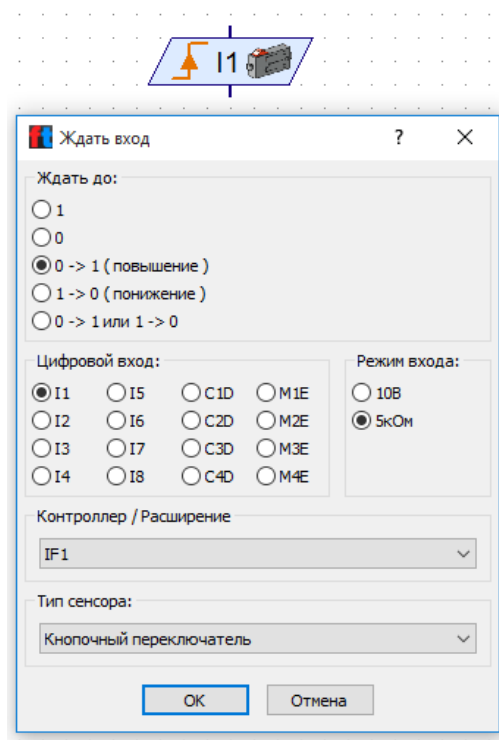 I1
Ждать вход ? ×
Ждать до:
1
0
0 -> 1 ( повышение )
1 -> 0 ( понижение )
0 -> 1 или 1 -> 0
Цифровой вход: Режим входа:
I1 I5 C1D M1E 10В
I2 I6 C2D M2E 5кОм
I3 I7 C3D M3E
I4 I8 C4D M4E
Контроллер / Расширение
IF1
Тип сенсора:
Кнопочный переключатель
OK Отмена